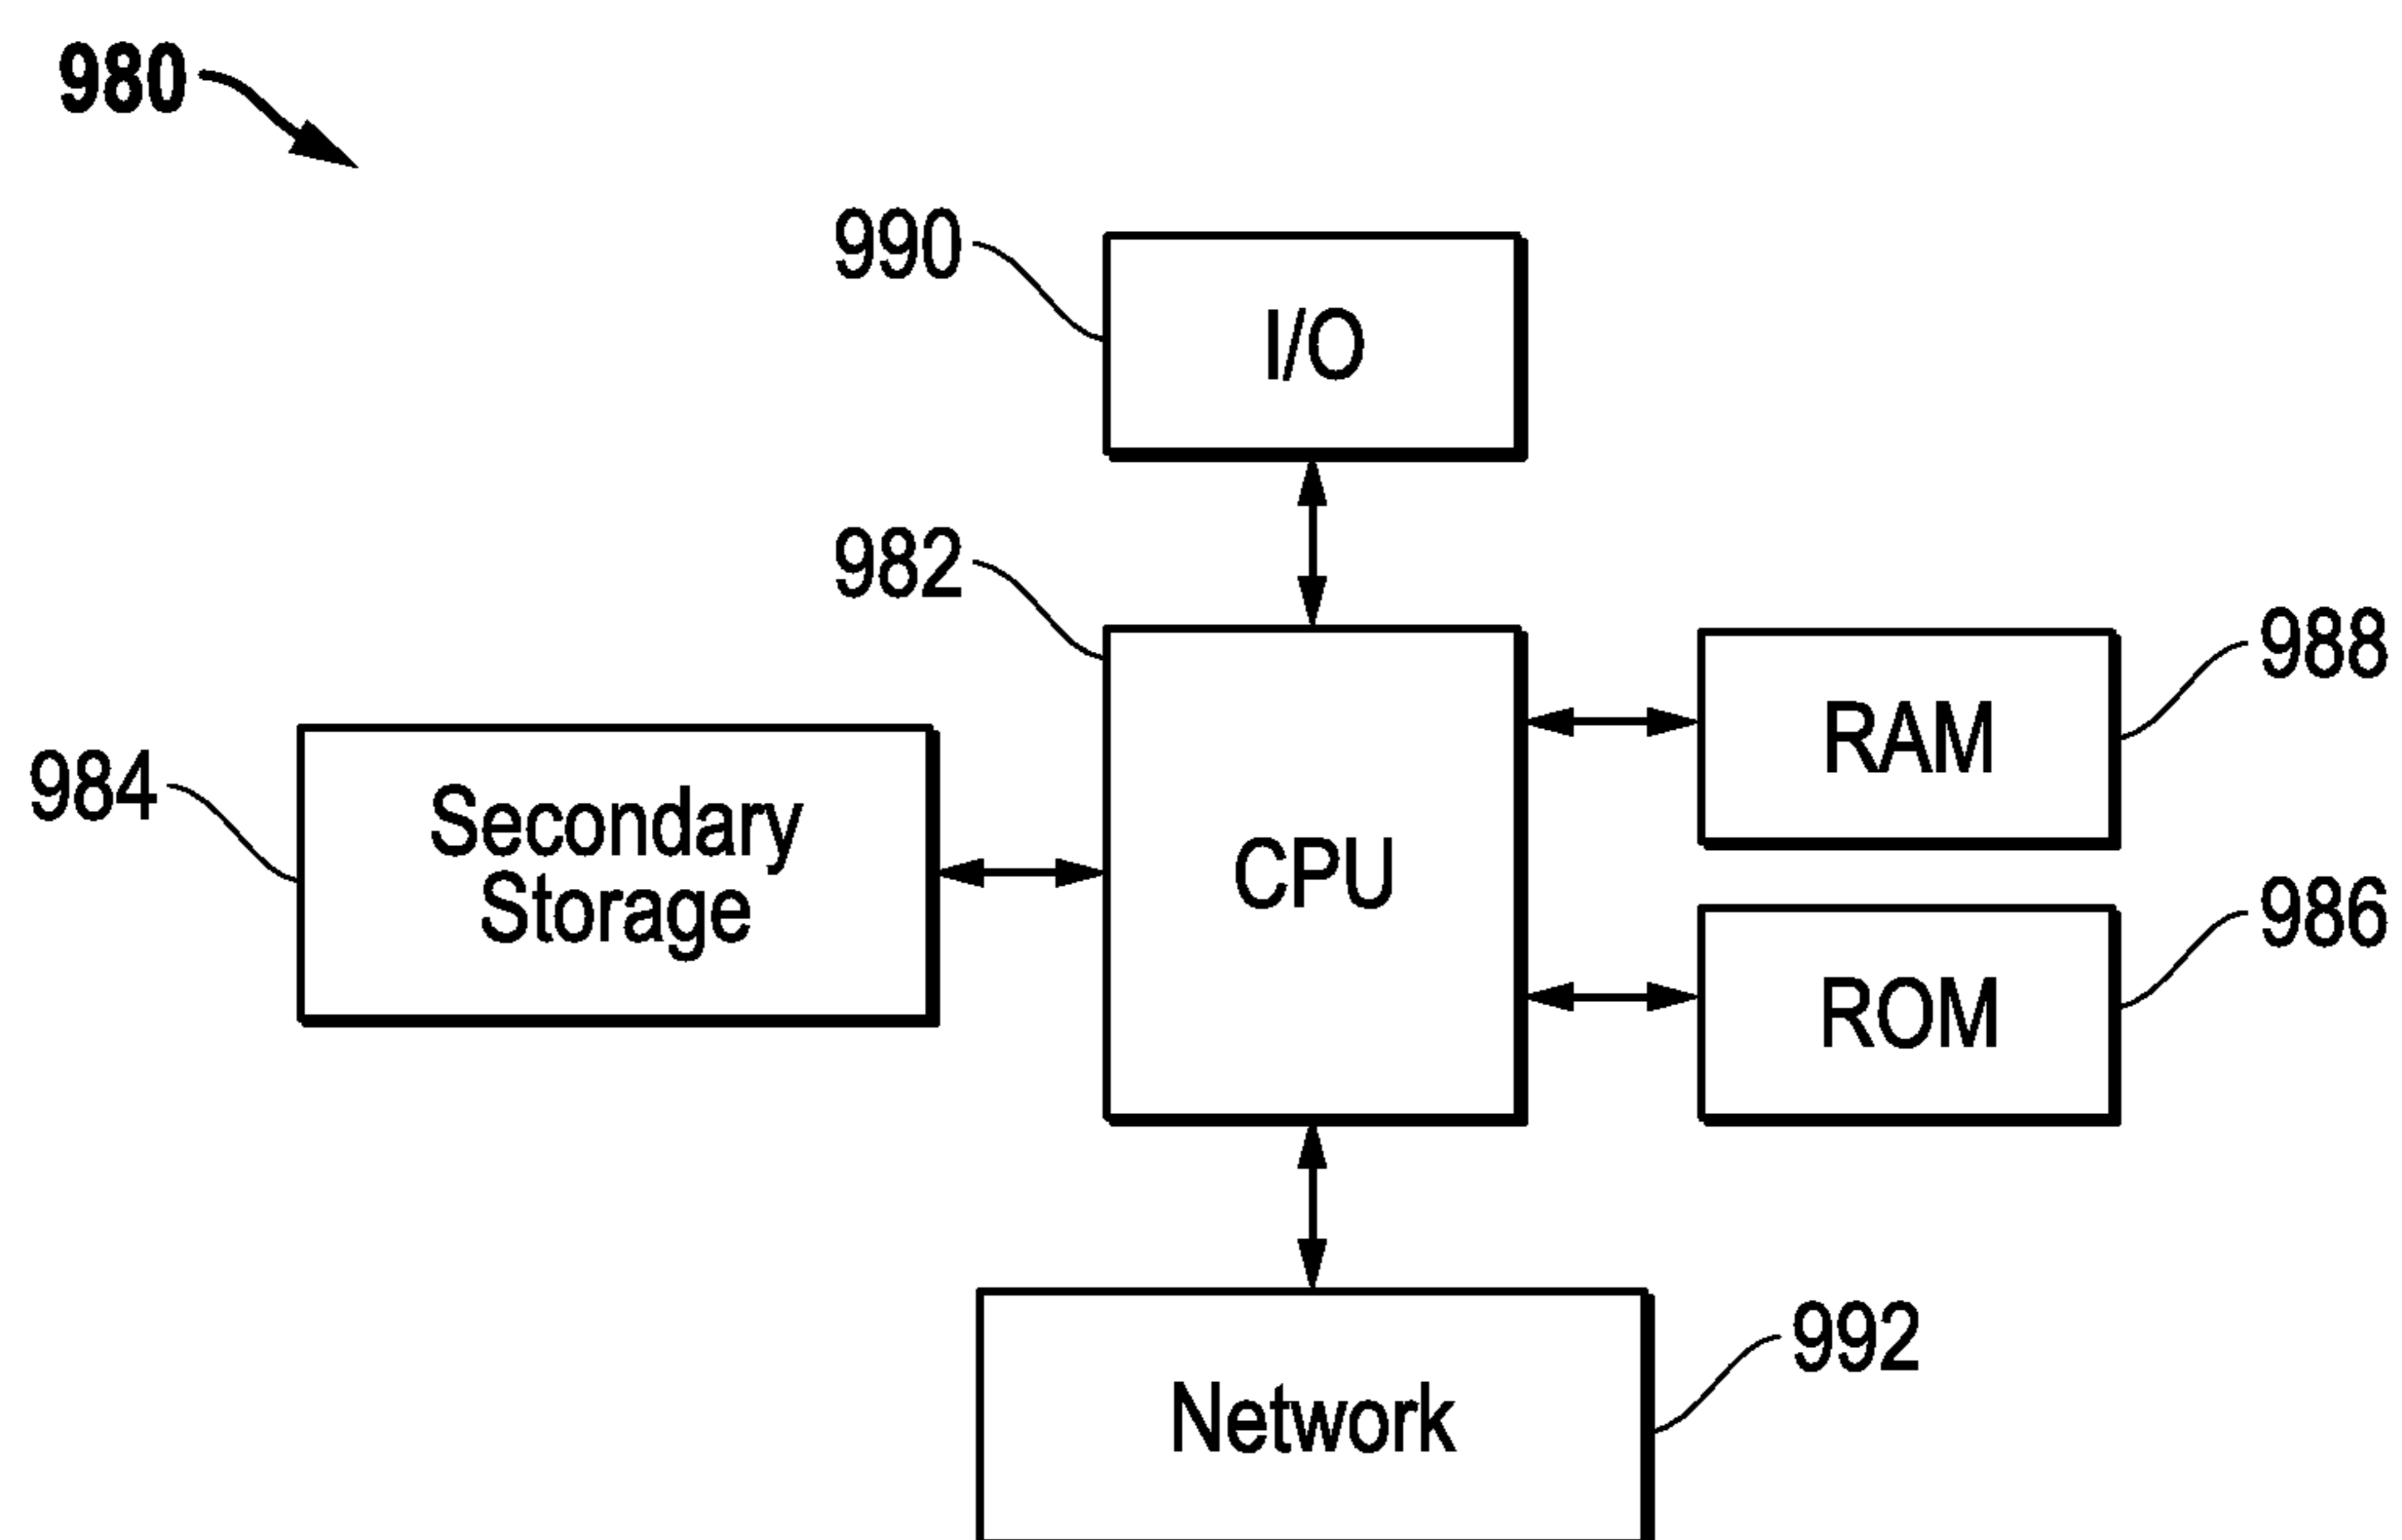 980
990
I/O
982
988
RAM
984
Secondary
Storage
CPU
986
ROM
992
Network